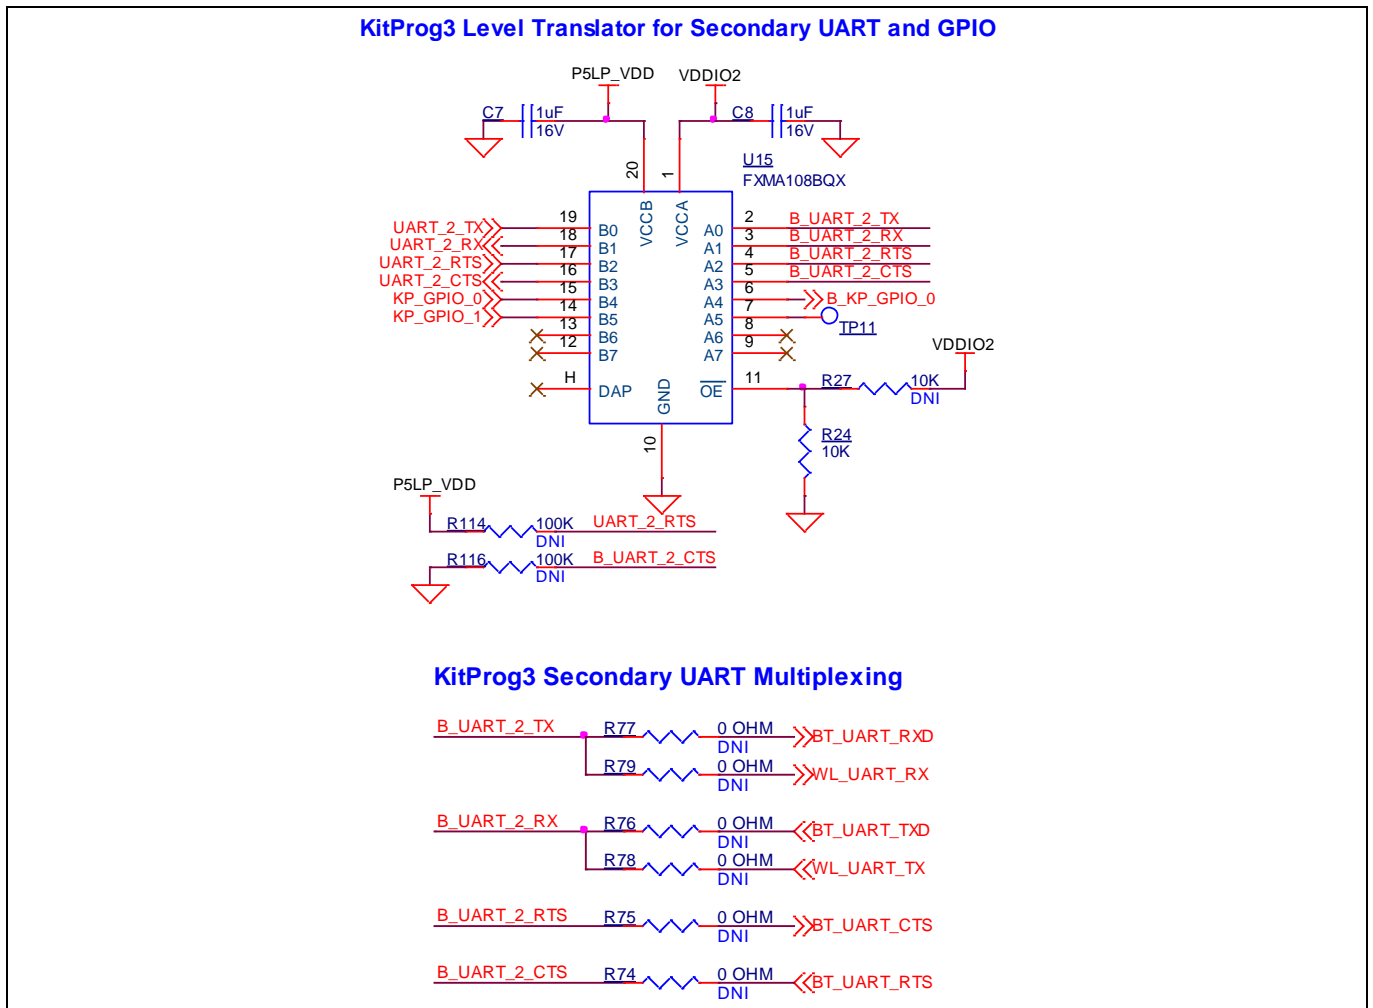 KitProg3 Level Translator for Secondary UART and GPIO
P5LP_VDD VDDIO2
C7 1uF C8 1uF
16V 16V
U15
FXMA108BQX
20 1
VCCB VCCA
UART_2_TX 19 B0 A0 2 B_UART_2_TX
UART_2_RX 18 B1 A1 3 B_UART_2_RX
UART_2_RTS 17 B2 A2 4 B_UART_2_RTS
UART_2_CTS 16 B3 A3 5 B_UART_2_CTS
KP_GPIO_0 15 B4 A4 6 B_KP_GPIO_0
KP_GPIO_1 14 B5 A5 7 TP11
13 B6 A6 8
12 B7 A7 9
VDDIO2
H DAP GND OE 11 R27 10K
DNI
R24
10K
10
P5LP_VDD
R114 100K UART_2_RTS
DNI
R116 100K B_UART_2_CTS
DNI
KitProg3 Secondary UART Multiplexing
B_UART_2_TX R77 0 OHM BT_UART_RXD
DNI
R79 0 OHM WL_UART_RX
DNI
B_UART_2_RX R76 0 OHM BT_UART_TXD
DNI
R78 0 OHM WL_UART_TX
DNI
B_UART_2_RTS R75 0 OHM BT_UART_CTS
DNI
B_UART_2_CTS R74 0 OHM BT_UART_RTS
DNI